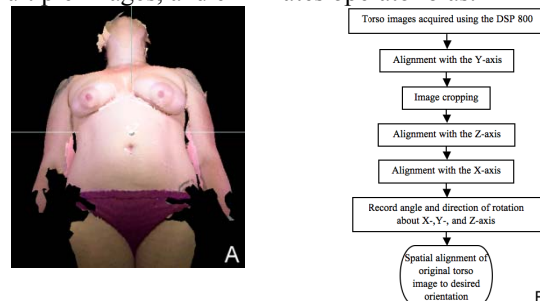 Torso images acquired using the DSP 800
Alignment with the Y-axis
Image cropping
Alignment with the Z-axis
Alignment with the X-axis
Record angle and direction of rotation
about X-,Y-, and Z-axis
Spatial alignment of
original torso
image to desired
orientation
A